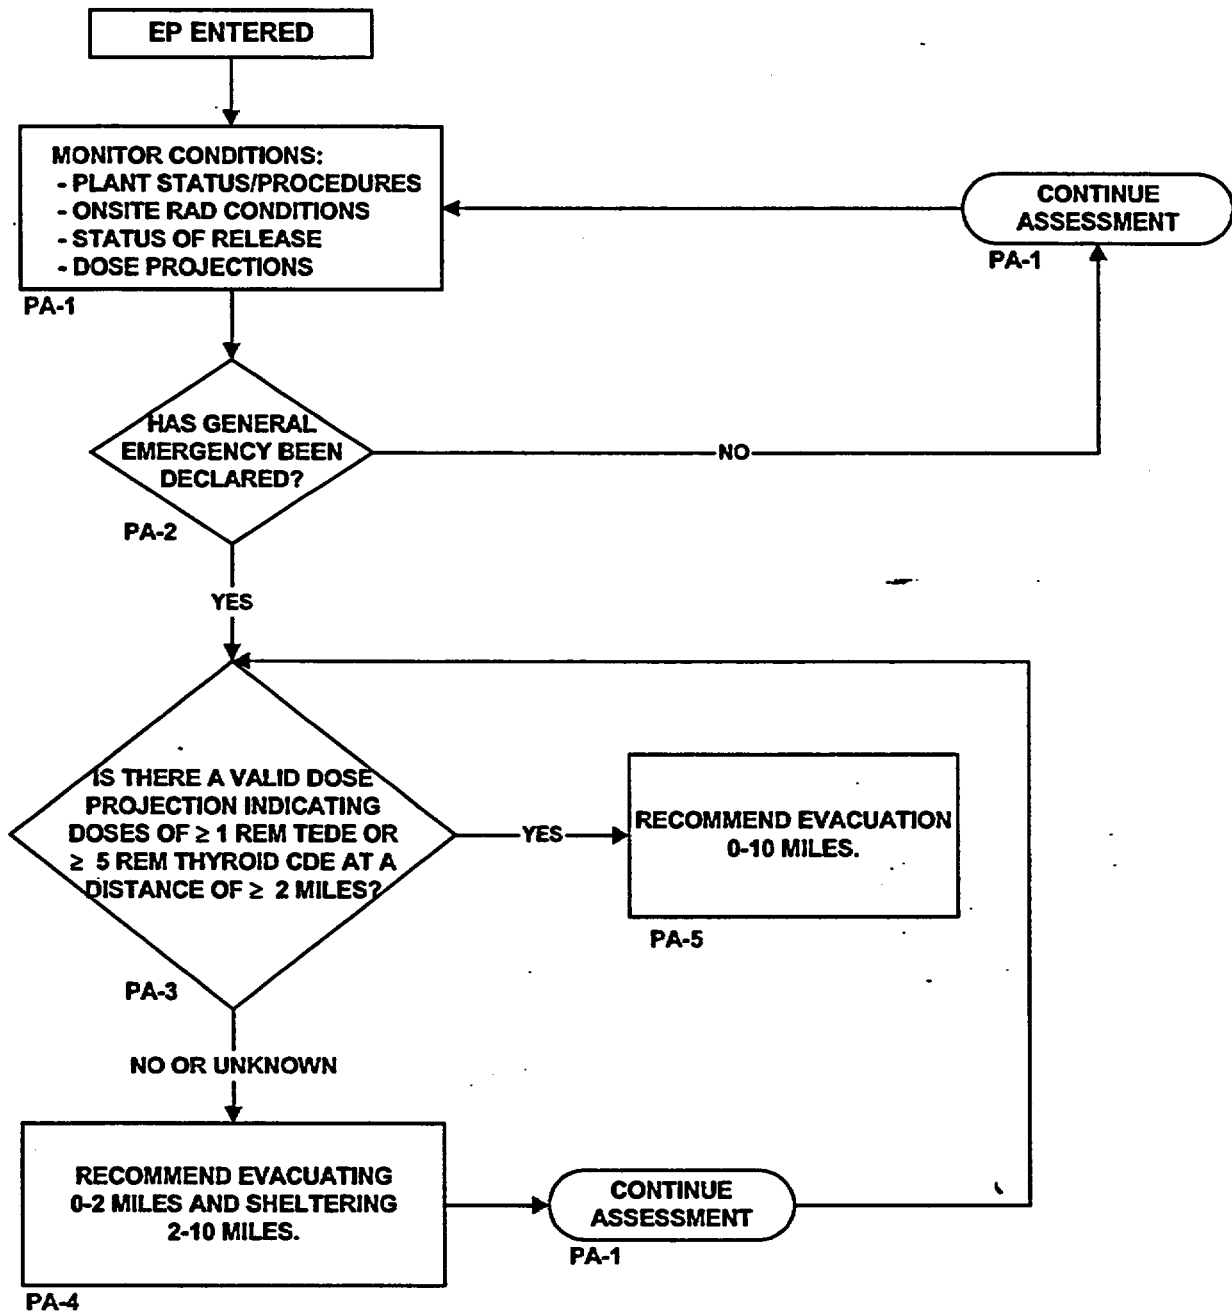 EP ENTERED
MONITOR CONDITIONS:
- PLANT STATUS/PROCEDURES
- ONSITE RAD CONDITIONS
- STATUS OF RELEASE
- DOSE PROJECTIONS
PA-1
CONTINUE
ASSESSMENT
PA-1
HAS GENERAL
EMERGENCY BEEN
DECLARED?
PA-2
NO
YES
IS THERE A VALID DOSE
PROJECTION INDICATING
DOSES OF ≥ 1 REM TEDE OR
≥ 5 REM THYROID CDE AT A
DISTANCE OF ≥ 2 MILES?
PA-3
YES
RECOMMEND EVACUATION
0-10 MILES.
PA-5
NO OR UNKNOWN
RECOMMEND EVACUATING
0-2 MILES AND SHELTERING
2-10 MILES.
PA-4
CONTINUE
ASSESSMENT
PA-1